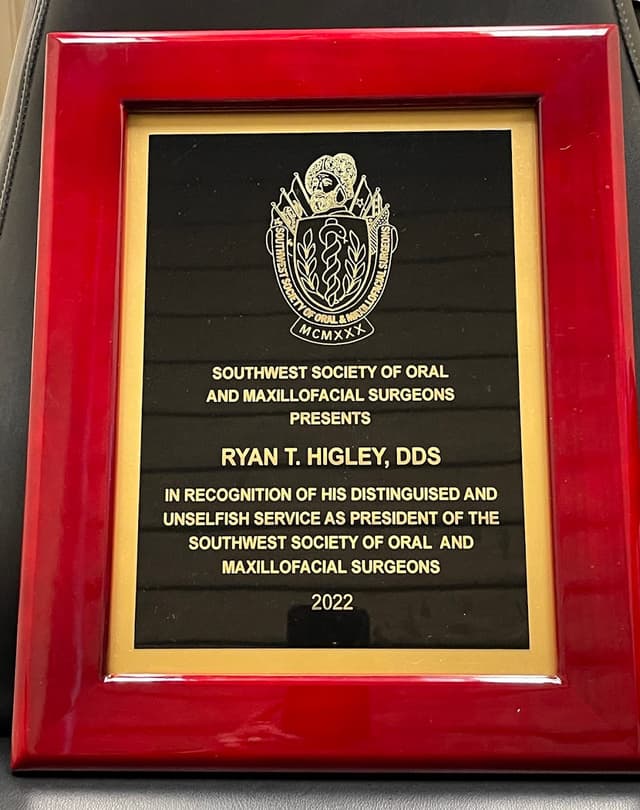 SOUTHWEST SOCIETY OF ORAL & MAXILLOFACIAL SURGEONS
MCMXXX
SOUTHWEST SOCIETY OF ORAL
AND MAXILLOFACIAL SURGEONS
PRESENTS
RYAN T. HIGLEY, DDS
IN RECOGNITION OF HIS DISTINGUISED AND
UNSELFISH SERVICE AS PRESIDENT OF THE
SOUTHWEST SOCIETY OF ORAL AND
MAXILLOFACIAL SURGEONS
2022